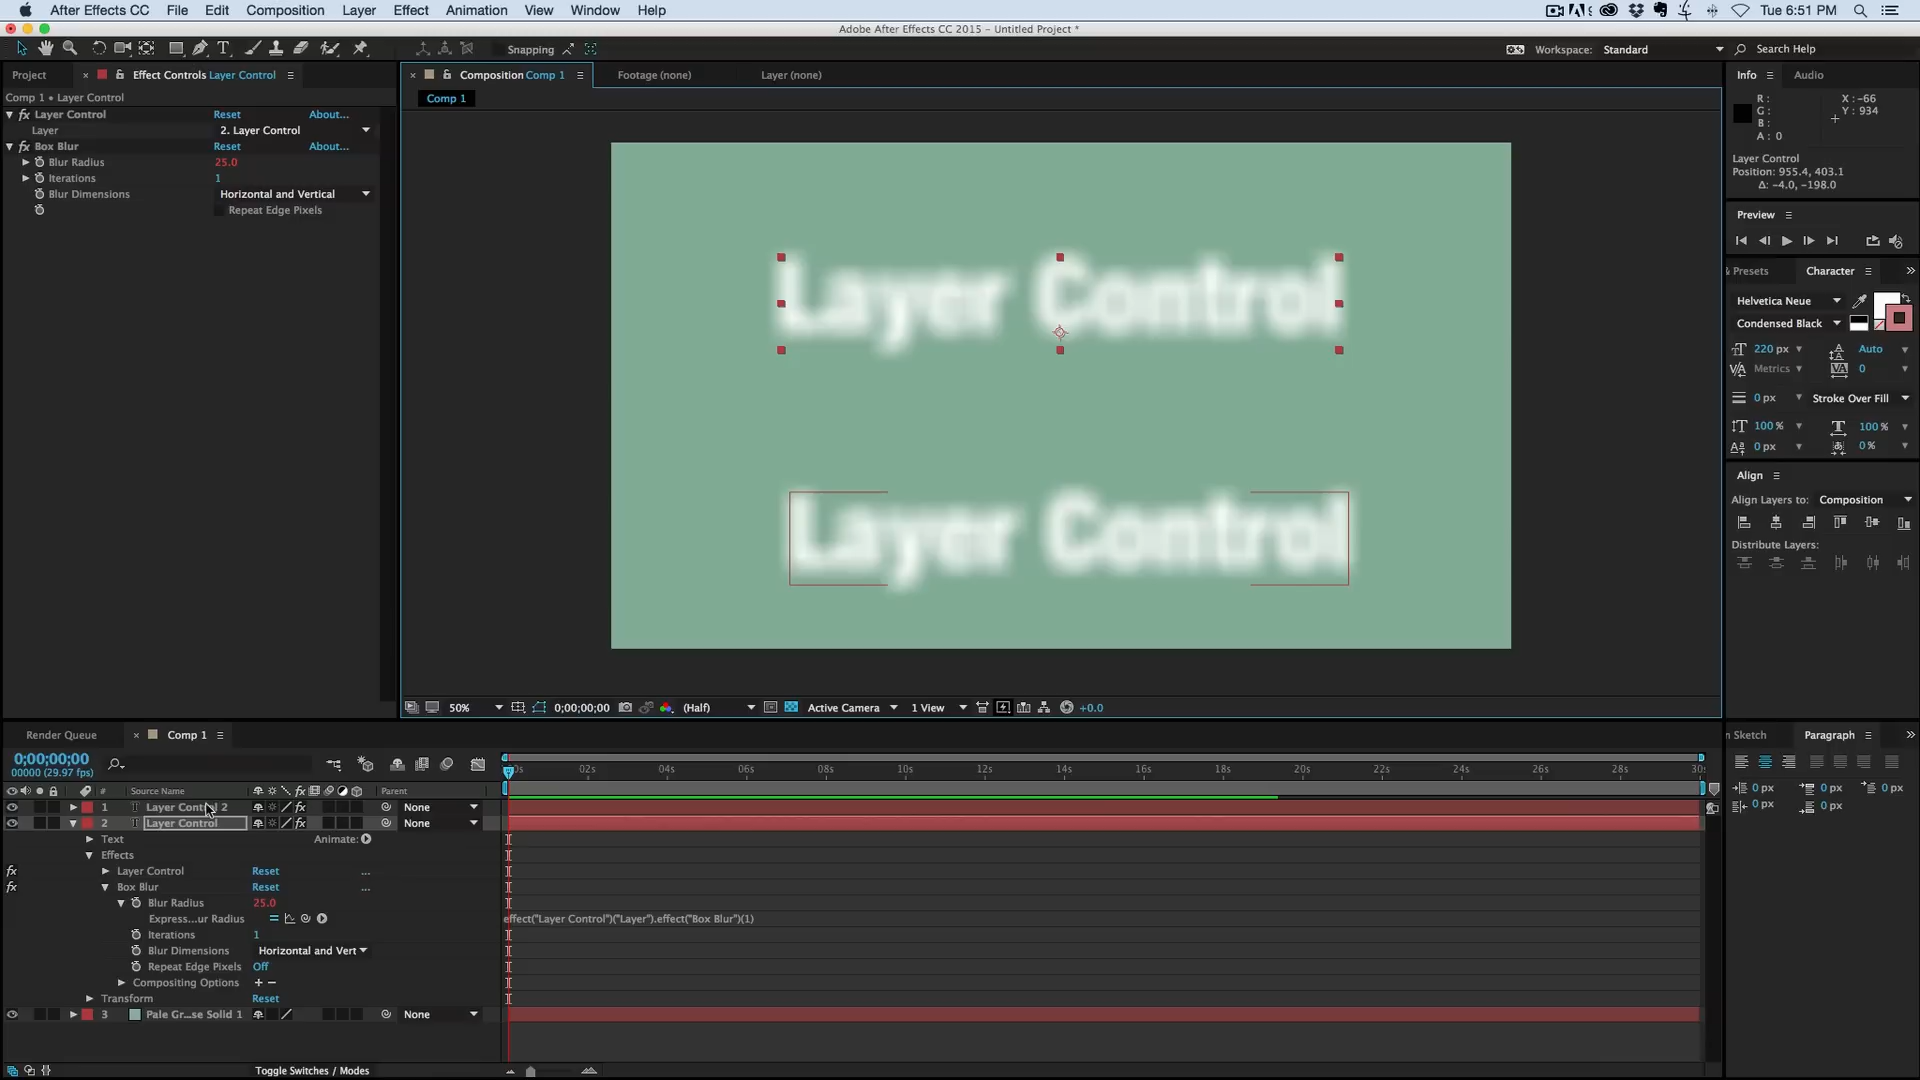 After Effects CC File Edit Composition Layer Effect Animation View Window Help Tue 6:51 PM
Adobe After Effects CC 2015 - Untitled Project *
Snapping Workspace: Standard Search Help
Project Effect Controls Layer Control Composition Comp 1 Footage (none) Layer (none) Info Audio
Comp 1 • Layer Control Comp 1
R: X: -66
G: Y: 934
B:
A: 0
Layer Control Reset About...
Layer 2. Layer Control
Box Blur Reset About...
Blur Radius 25.0
Iterations 1
Blur Dimensions Horizontal and Vertical
Repeat Edge Pixels
Layer Control
Position: 955.4, 403.1
Δ: -4.0, -198.0
Preview
& Presets Character
Helvetica Neue
Condensed Black
220 px Auto
Metrics 0
0 px Stroke Over Fill
100 % 100 %
0 px 0 %
Align
Align Layers to: Composition
Distribute Layers:
Layer Control
Layer Control
50% 0;00;00;00 (Half) Active Camera 1 View +0.0
Render Queue Comp 1 n Sketch Paragraph
0;00;00;00
00000 (29.97 fps)
0s 02s 04s 06s 08s 10s 12s 14s 16s 18s 20s 22s 24s 26s 28s 30s
# Source Name fx Parent
0 px 0 px 0 px
0 px 0 px
1 T Layer Control 2 fx None
2 T Layer Control fx None
Text Animate:
Effects
fx Layer Control Reset ...
fx Box Blur Reset ...
Blur Radius 25.0
Express...ur Radius effect("Layer Control")("Layer").effect("Box Blur")(1)
Iterations 1
Blur Dimensions Horizontal and Vert
Repeat Edge Pixels Off
Compositing Options + −
Transform Reset
3 Pale Gr...se Solid 1 None
Toggle Switches / Modes